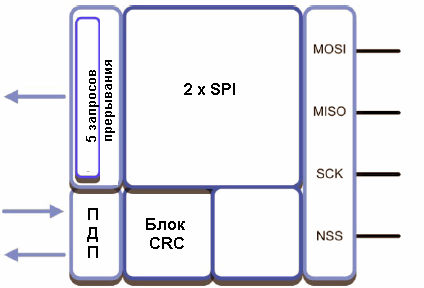 5 запросов
прерывания
2 x SPI
MOSI
MISO
SCK
NSS
П
Д
П
Блок
CRC